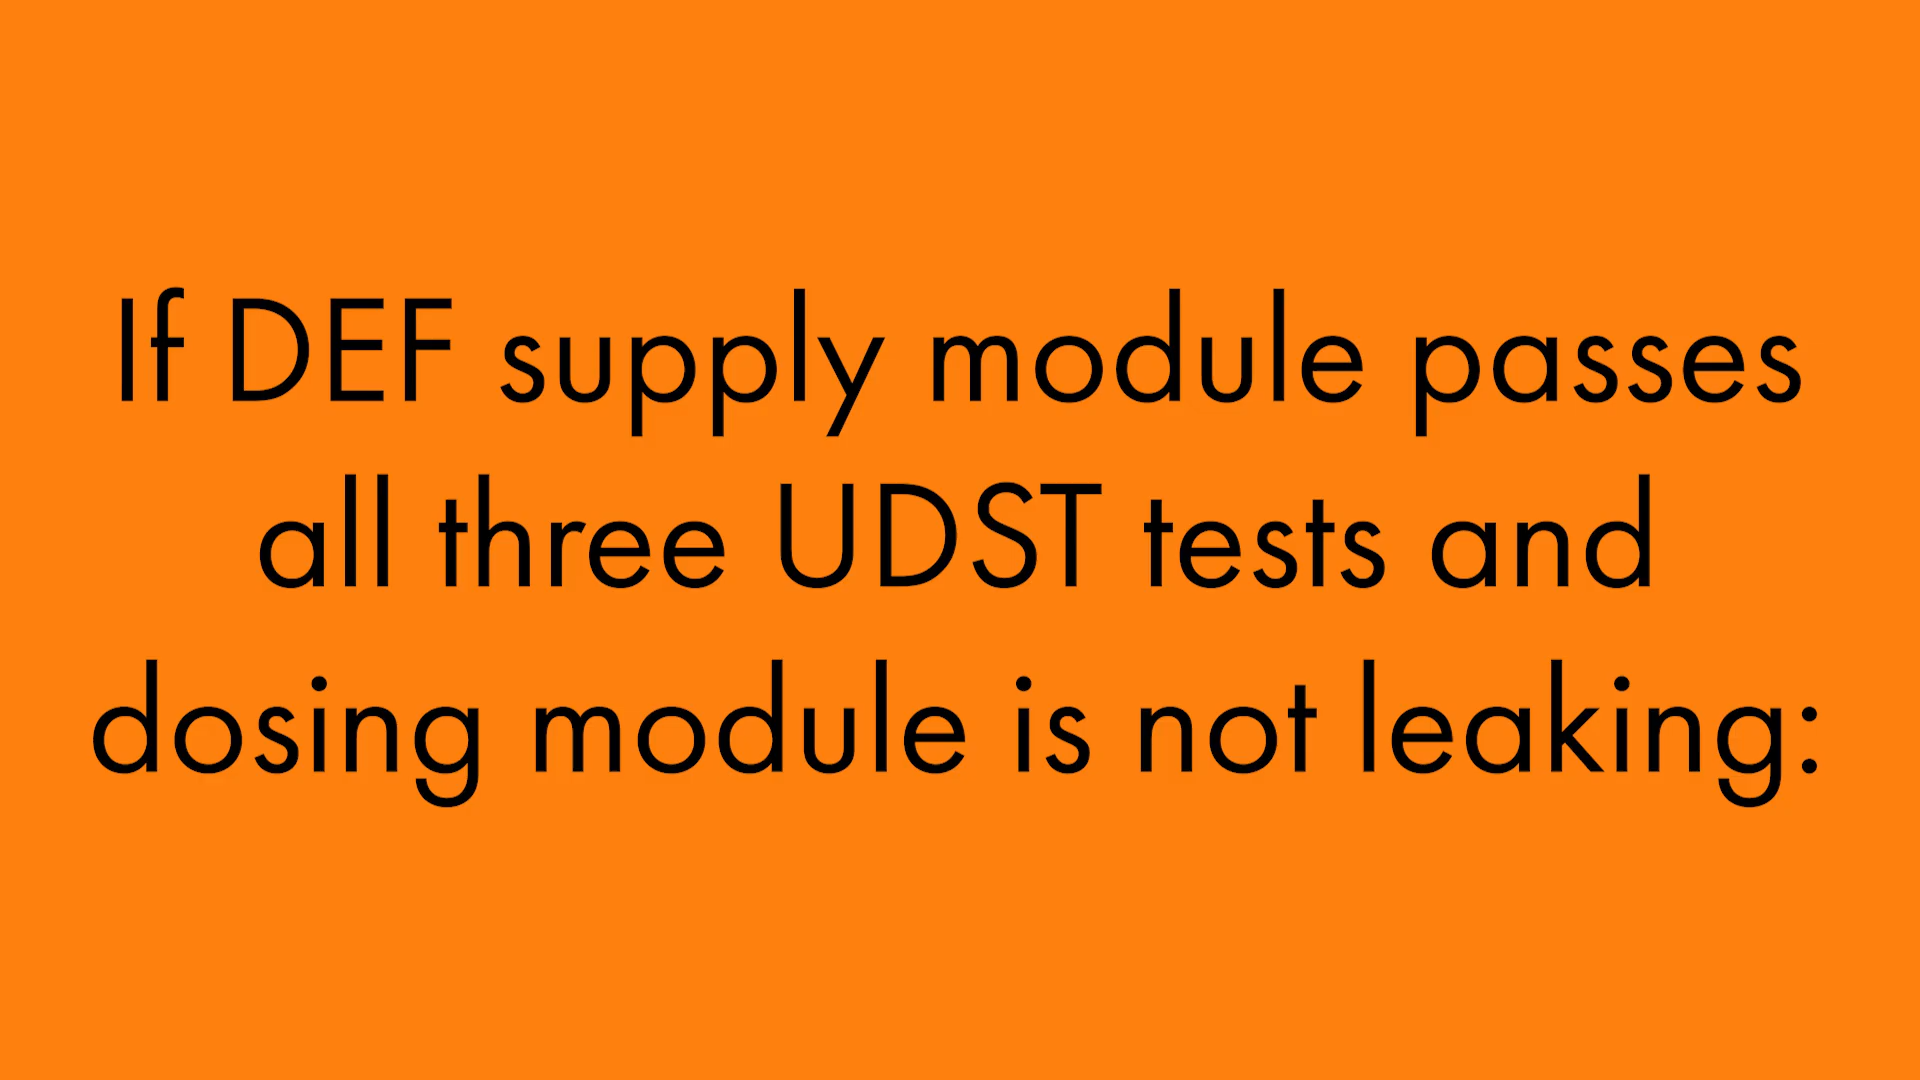 If DEF supply module passes
all three UDST tests and
dosing module is not leaking: